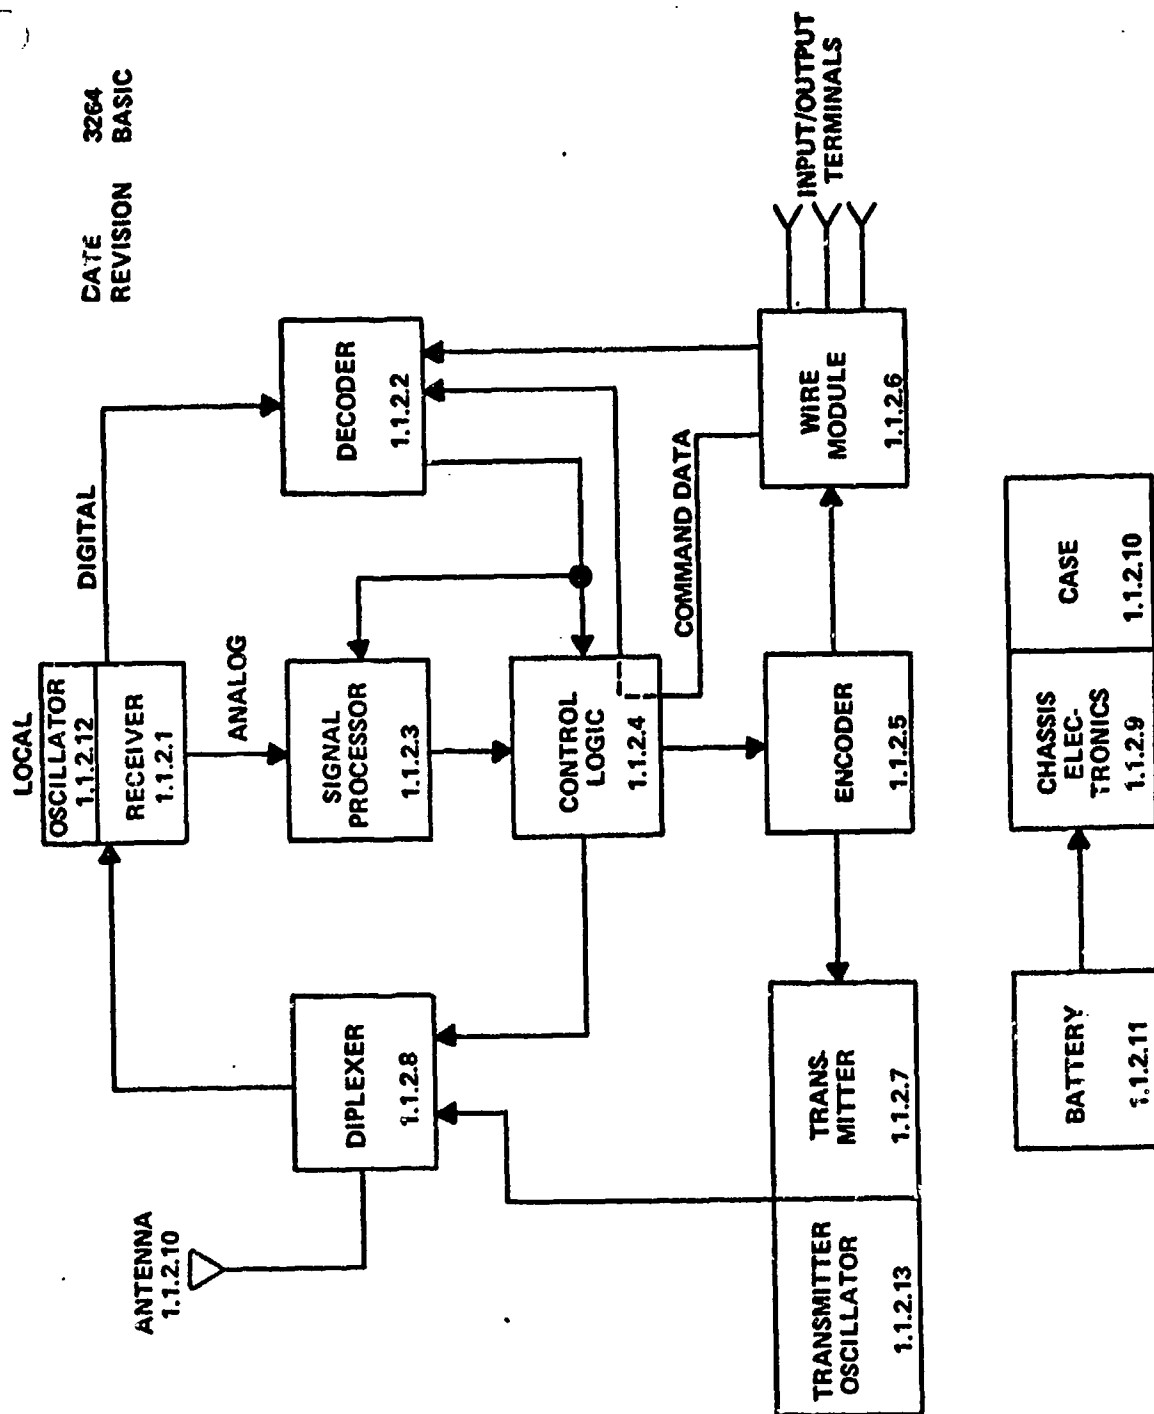 DATE 3264
REVISION BASIC
ANTENNA
1.1.2.10
LOCAL
OSCILLATOR
1.1.2.12
RECEIVER
1.1.2.1
DIGITAL
ANALOG
DIPLEXER
1.1.2.8
SIGNAL
PROCESSOR
1.1.2.3
DECODER
1.1.2.2
CONTROL
LOGIC
1.1.2.4
COMMAND DATA
TRANSMITTER
OSCILLATOR
1.1.2.13
TRANS-
MITTER
1.1.2.7
ENCODER
1.1.2.5
WIRE
MODULE
1.1.2.6
INPUT/OUTPUT
TERMINALS
BATTERY
1.1.2.11
CHASSIS
ELEC-
TRONICS
1.1.2.9
CASE
1.1.2.10